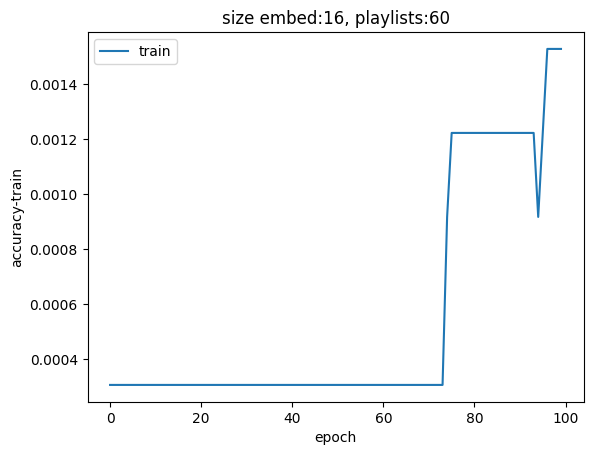 size embed:16, playlists:60
train
0.0014
0.0012
0.0010
0.0008
0.0006
0.0004
accuracy-train
0 20 40 60 80 100
epoch